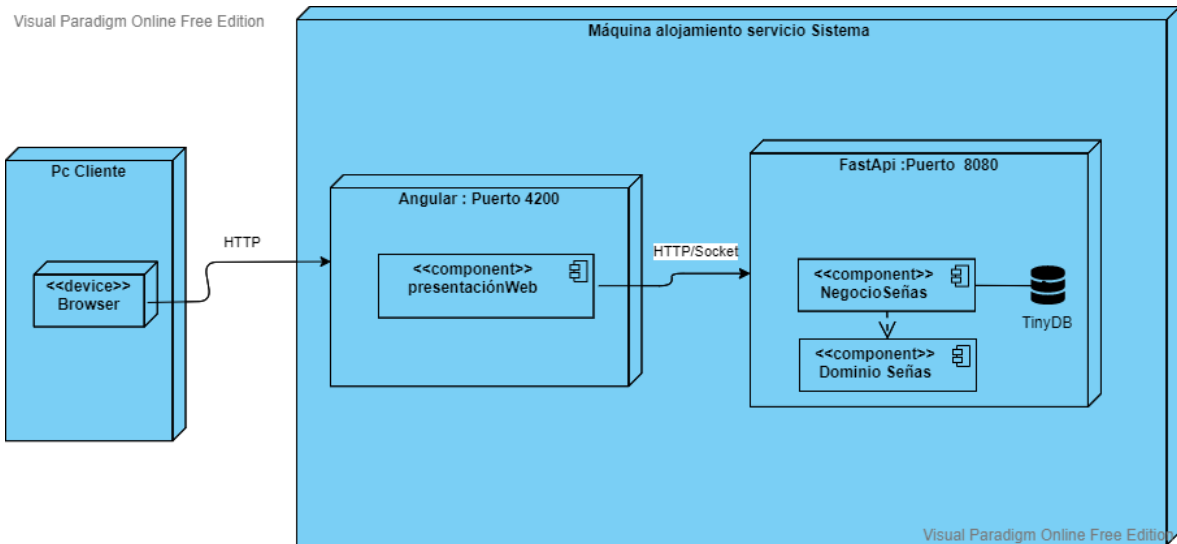 Visual Paradigm Online Free Edition
Máquina alojamiento servicio Sistema
Pc Cliente
<<device>>
Browser
HTTP
Angular : Puerto 4200
<<component>>
presentaciónWeb
HTTP/Socket
FastApi :Puerto 8080
<<component>>
NegocioSeñas
TinyDB
<<component>>
Dominio Señas
Visual Paradigm Online Free Edition